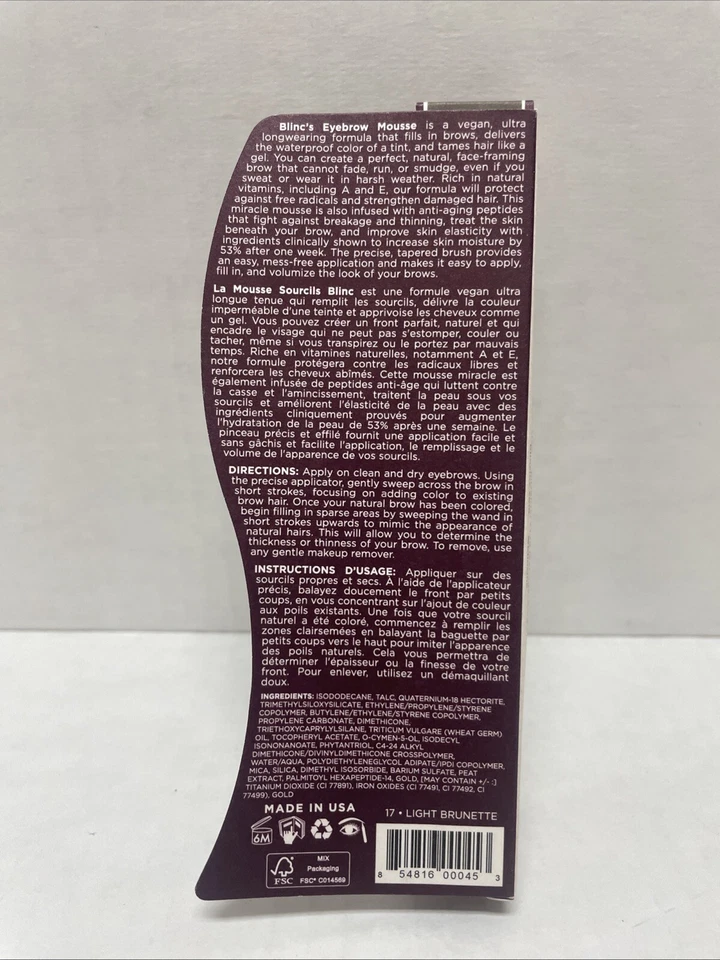 Blinc's Eyebrow Mousse is a vegan, ultra
longwearing formula that fills in brows, delivers
the waterproof color of a tint, and tames hair like a
gel. You can create a perfect, natural, face-framing
brow that cannot fade, run, or smudge, even if you
sweat or wear it in harsh weather. Rich in natural
vitamins, including A and E, our formula will protect
against free radicals and strengthen damaged hair. This
miracle mousse is also infused with anti-aging peptides
that fight against breakage and thinning, treat the skin
beneath your brow, and improve skin elasticity with
ingredients clinically shown to increase skin moisture by
53% after one week. The precise, tapered brush provides
an easy, mess-free application and makes it easy to apply,
fill in, and volumize the look of your brows.
La Mousse Sourcils Blinc est une formule vegan ultra
longue tenue qui remplit les sourcils, délivre la couleur
imperméable d'une teinte et apprivoise les cheveux comme
un gel. Vous pouvez créer un front parfait, naturel et qui
encadre le visage qui ne peut pas s'estomper, couler ou
tacher, même si vous transpirez ou le portez par mauvais
temps. Riche en vitamines naturelles, notamment A et E,
notre formule protégera contre les radicaux libres et
renforcera les cheveux abîmés. Cette mousse miracle est
également infusée de peptides anti-âge qui luttent contre
la casse et l'amincissement, traitent la peau sous vos
sourcils et améliorent l'élasticité de la peau avec des
ingrédients cliniquement prouvés pour augmenter
l'hydratation de la peau de 53% après une semaine. Le
pinceau précis et effilé fournit une application facile et
sans gâchis et facilite l'application, le remplissage et le
volume de l'apparence de vos sourcils.
DIRECTIONS: Apply on clean and dry eyebrows. Using
the precise applicator, gently sweep across the brow in
short strokes, focusing on adding color to existing
brow hair. Once your natural brow has been colored,
begin filling in sparse areas by sweeping the wand in
short strokes upwards to mimic the appearance of
natural hairs. This will allow you to determine the
thickness or thinness of your brow. To remove, use
any gentle makeup remover.
INSTRUCTIONS D'USAGE: Appliquer sur des
sourcils propres et secs. À l'aide de l'applicateur
précis, balayez doucement le front par petits
coups, en vous concentrant sur l'ajout de couleur
aux poils existants. Une fois que votre sourcil
naturel a été coloré, commencez à remplir les
zones clairsemées en balayant la baguette par
petits coups vers le haut pour imiter l'apparence
des poils naturels. Cela vous permettra de
déterminer l'épaisseur ou la finesse de votre
front. Pour enlever, utilisez un démaquillant
doux.
INGREDIENTS: ISODODECANE, TALC, QUATERNIUM-18 HECTORITE,
TRIMETHYLSILOXYSILICATE, ETHYLENE/PROPYLENE/STYRENE
COPOLYMER, BUTYLENE/ETHYLENE/STYRENE COPOLYMER,
PROPYLENE CARBONATE, DIMETHICONE,
TRIETHOXYCAPRYLYLSILANE, TRITICUM VULGARE (WHEAT GERM)
OIL, TOCOPHERYL ACETATE, O-CYMEN-5-OL, ISODECYL
ISONONANOATE, PHYTANTRIOL, C4-24 ALKYL
DIMETHICONE/DIVINYLDIMETHICONE CROSSPOLYMER,
WATER/AQUA, POLYDIETHYLENEGLYCOL ADIPATE/IPDI COPOLYMER,
MICA, SILICA, DIMETHYL ISOSORBIDE, BARIUM SULFATE, PEAT
EXTRACT, PALMITOYL HEXAPEPTIDE-14, GOLD, [MAY CONTAIN +/- :]
TITANIUM DIOXIDE (CI 77891), IRON OXIDES (CI 77491, CI 77492, CI
77499), GOLD
MADE IN USA
17 • LIGHT BRUNETTE
6M
FSC
MIX
Packaging
FSC® C014569
8 54816 00045 3